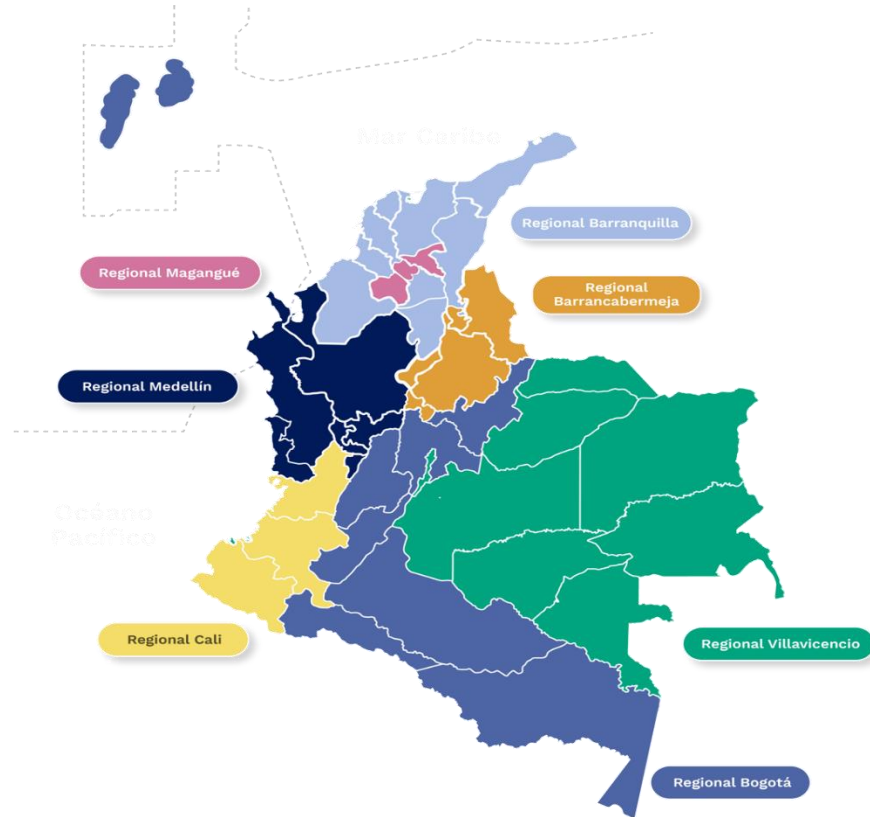 Mar Caribe
Regional Barranquilla
Regional Magangué
Regional
Barrancabermeja
Regional Medellín
Océano
Pacífico
Regional Cali
Regional Villavicencio
Regional Bogotá